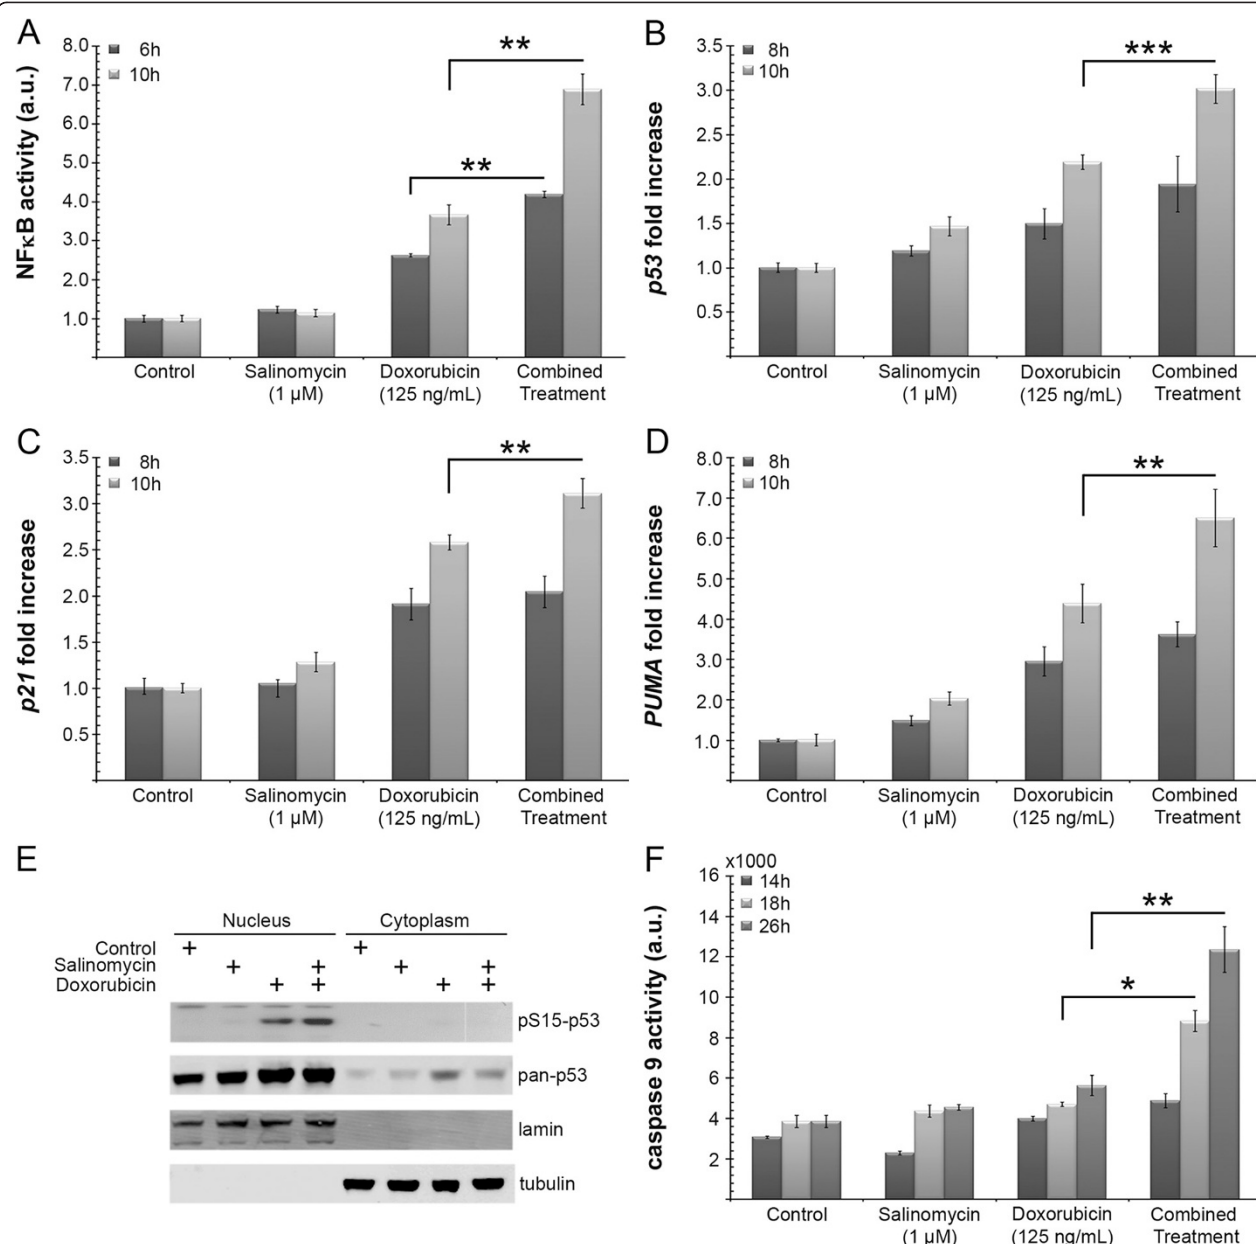 A
NFκB activity (a.u.)
8.0
7.0
6.0
5.0
4.0
3.0
2.0
1.0
6h
10h
**
**
Control
Salinomycin
(1 µM)
Doxorubicin
(125 ng/mL)
Combined
Treatment
B
p53 fold increase
3.5
3.0
2.5
2.0
1.5
1.0
0.5
8h
10h
***
Control
Salinomycin
(1 µM)
Doxorubicin
(125 ng/mL)
Combined
Treatment
C
p21 fold increase
3.5
3.0
2.5
2.0
1.5
1.0
0.5
8h
10h
**
Control
Salinomycin
(1 µM)
Doxorubicin
(125 ng/mL)
Combined
Treatment
D
PUMA fold increase
8.0
7.0
6.0
5.0
4.0
3.0
2.0
1.0
8h
10h
**
Control
Salinomycin
(1 µM)
Doxorubicin
(125 ng/mL)
Combined
Treatment
E
Nucleus Cytoplasm
Control + +
Salinomycin + + + +
Doxorubicin + + + +
pS15-p53
pan-p53
lamin
tubulin
F
x1000
caspase 9 activity (a.u.)
16
14
12
10
8
6
4
2
14h
18h
26h
**
*
Control
Salinomycin
(1 µM)
Doxorubicin
(125 ng/mL)
Combined
Treatment